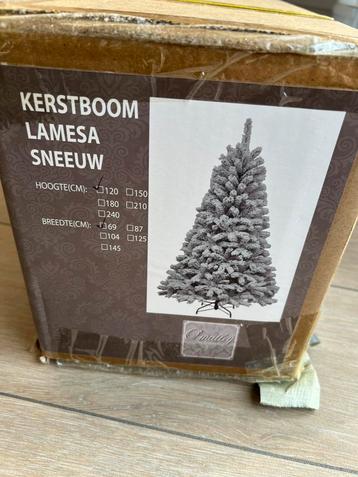 KERSTBOOM
LAMESA
SNEEUW
HOOGTE(CM): ☑120 ☐150
☐180 ☐210
☐240
BREEDTE(CM): ☑69 ☐87
☐104 ☐125
☐145